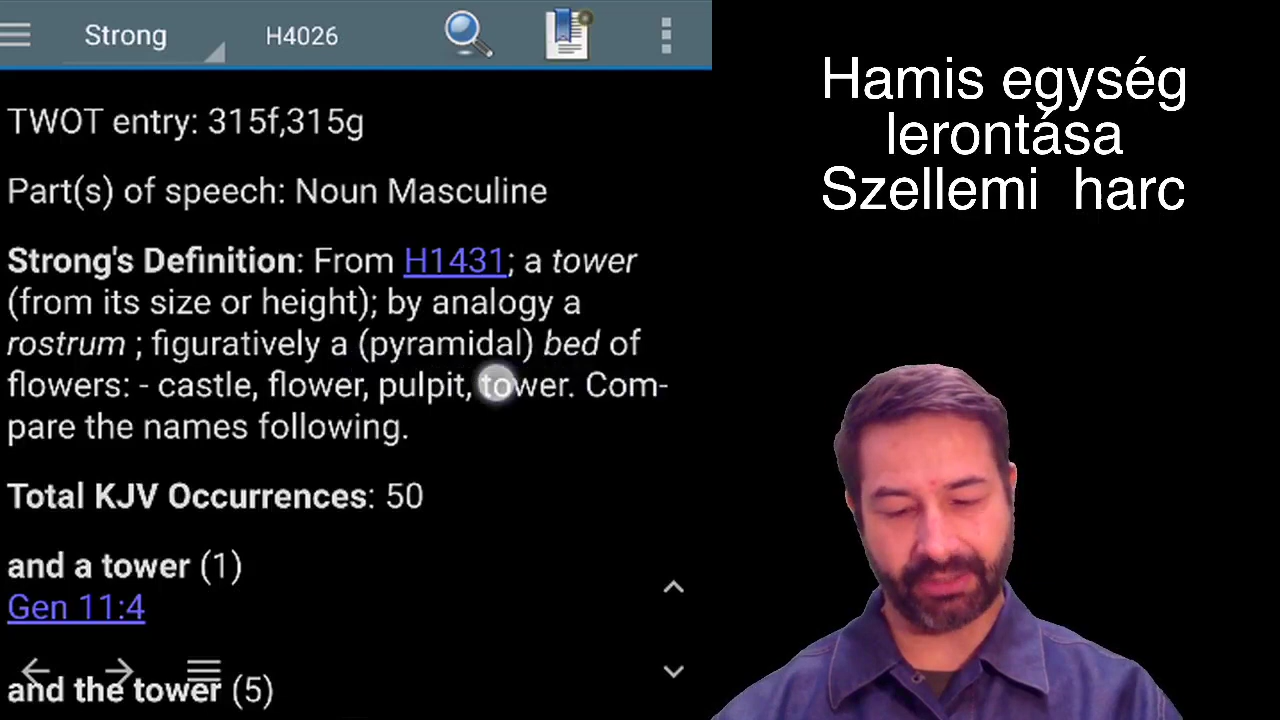 Strong H4026
TWOT entry: 315f,315g
Part(s) of speech: Noun Masculine
Strong's Definition: From H1431; a tower
(from its size or height); by analogy a
rostrum ; figuratively a (pyramidal) bed of
flowers: - castle, flower, pulpit, tower. Com-
pare the names following.
Total KJV Occurrences: 50
and a tower (1)
Gen 11:4
and the tower (5)
Hamis egység
lerontása
Szellemi harc